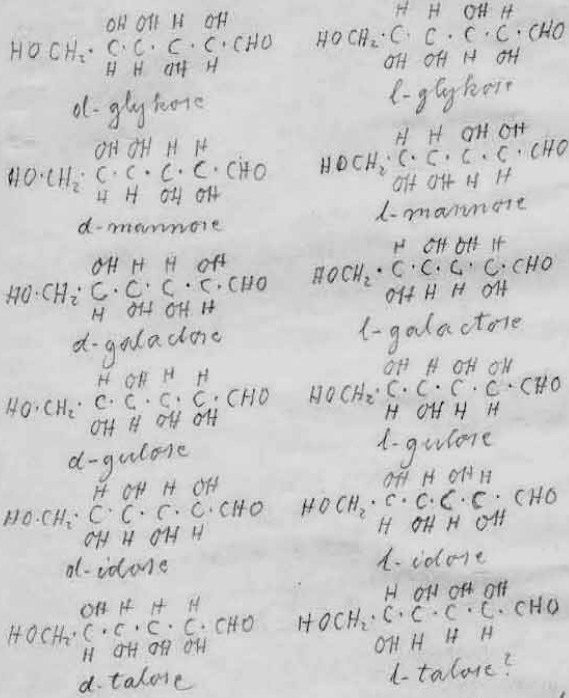 OH OH H OH
HOCH₂·C·C·C·C·CHO
H H OH H
d-glykose
H H OH H
HOCH₂·C·C·C·C·CHO
OH OH H OH
l-glykose
OH OH H H
HO·CH₂·C·C·C·C·CHO
H H OH OH
d-mannose
H H OH OH
HOCH₂·C·C·C·C·CHO
OH OH H H
l-mannose
OH H H OH
HO·CH₂·C·C·C·C·CHO
H OH OH H
d-galactose
H OH OH H
HOCH₂·C·C·C·C·CHO
OH H H OH
l-galactose
H OH H H
HO·CH₂·C·C·C·C·CHO
OH H OH OH
d-gulose
OH H OH OH
HOCH₂·C·C·C·C·CHO
H OH H H
l-gulose
H OH H OH
HO·CH₂·C·C·C·C·CHO
OH H OH H
d-idose
OH H OH H
HOCH₂·C·C·C·C·CHO
H OH H OH
l-idose
OH H H H
HOCH₂·C·C·C·C·CHO
H OH OH OH
d-talose
H OH OH OH
HOCH₂·C·C·C·C·CHO
OH H H H
l-talose?